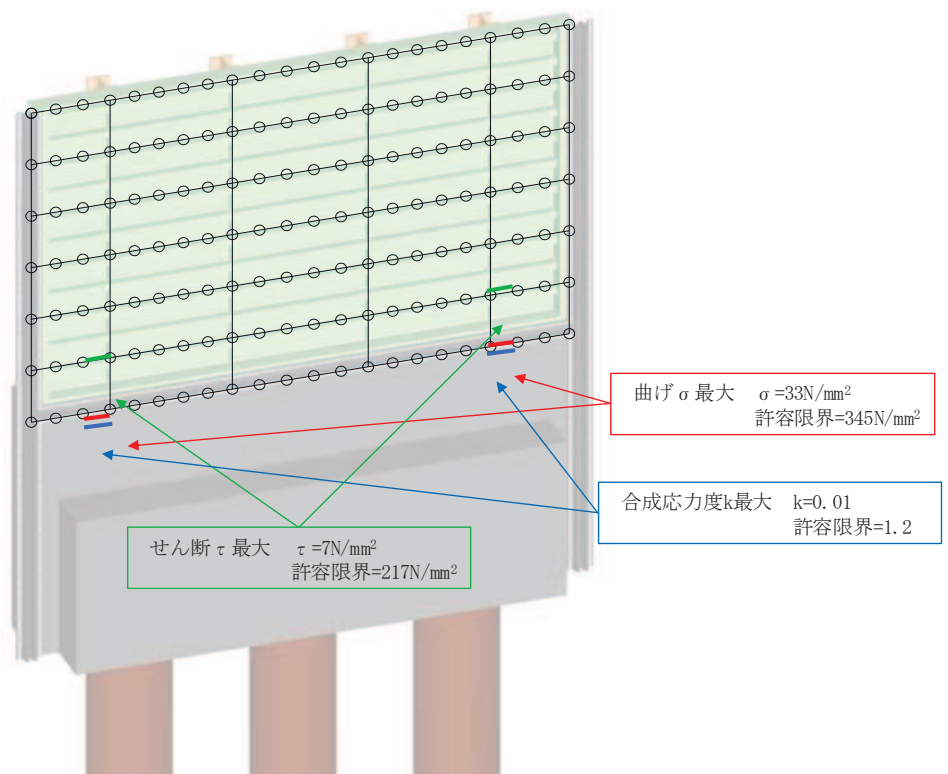 曲げσ最大 σ=33N/mm²
許容限界=345N/mm²
合成応力度k最大 k=0.01
許容限界=1.2
せん断τ最大 τ=7N/mm²
許容限界=217N/mm²